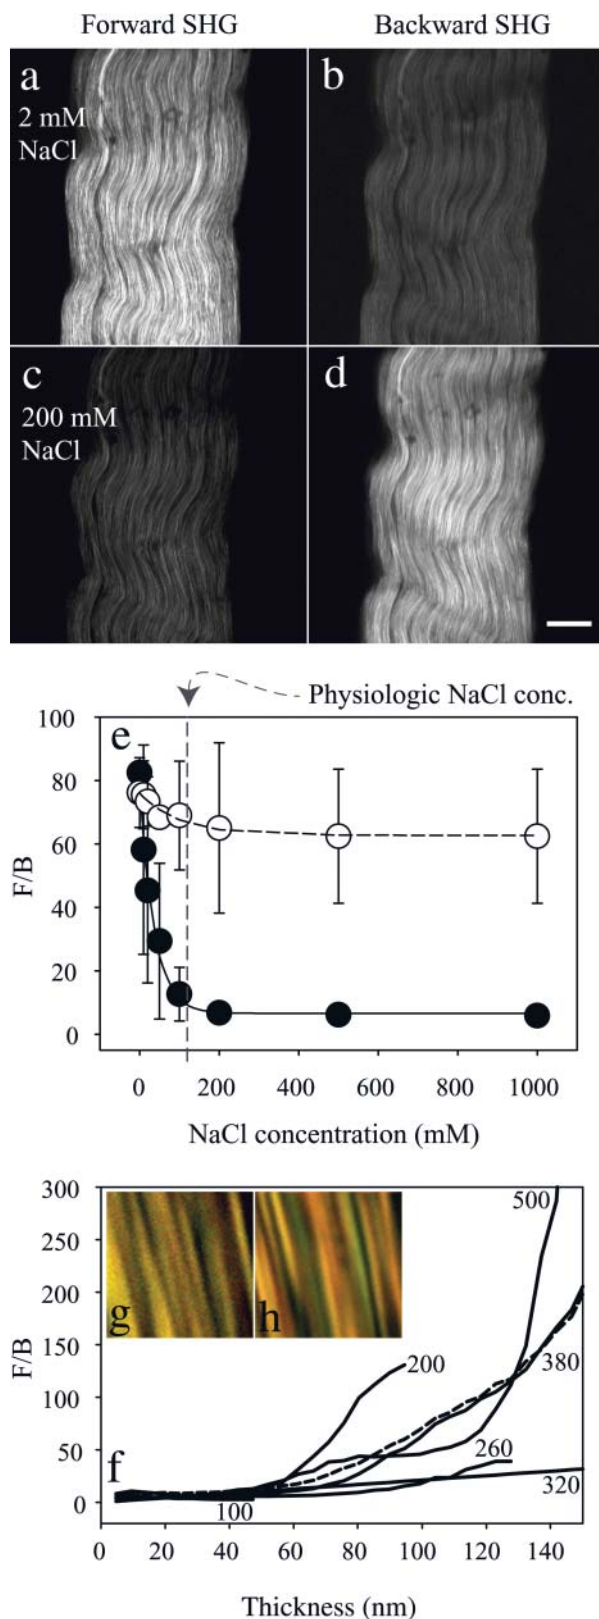 Forward SHG Backward SHG
a b
2 mM
NaCl
c d
200 mM
NaCl
Physiologic NaCl conc.
e
100
80
60
40
20
0
F/B
0 200 400 600 800 1000
NaCl concentration (mM)
300
250
200
150
100
50
0
F/B
g h
500
200
380
260
320
f
100
0 20 40 60 80 100 120 140
Thickness (nm)